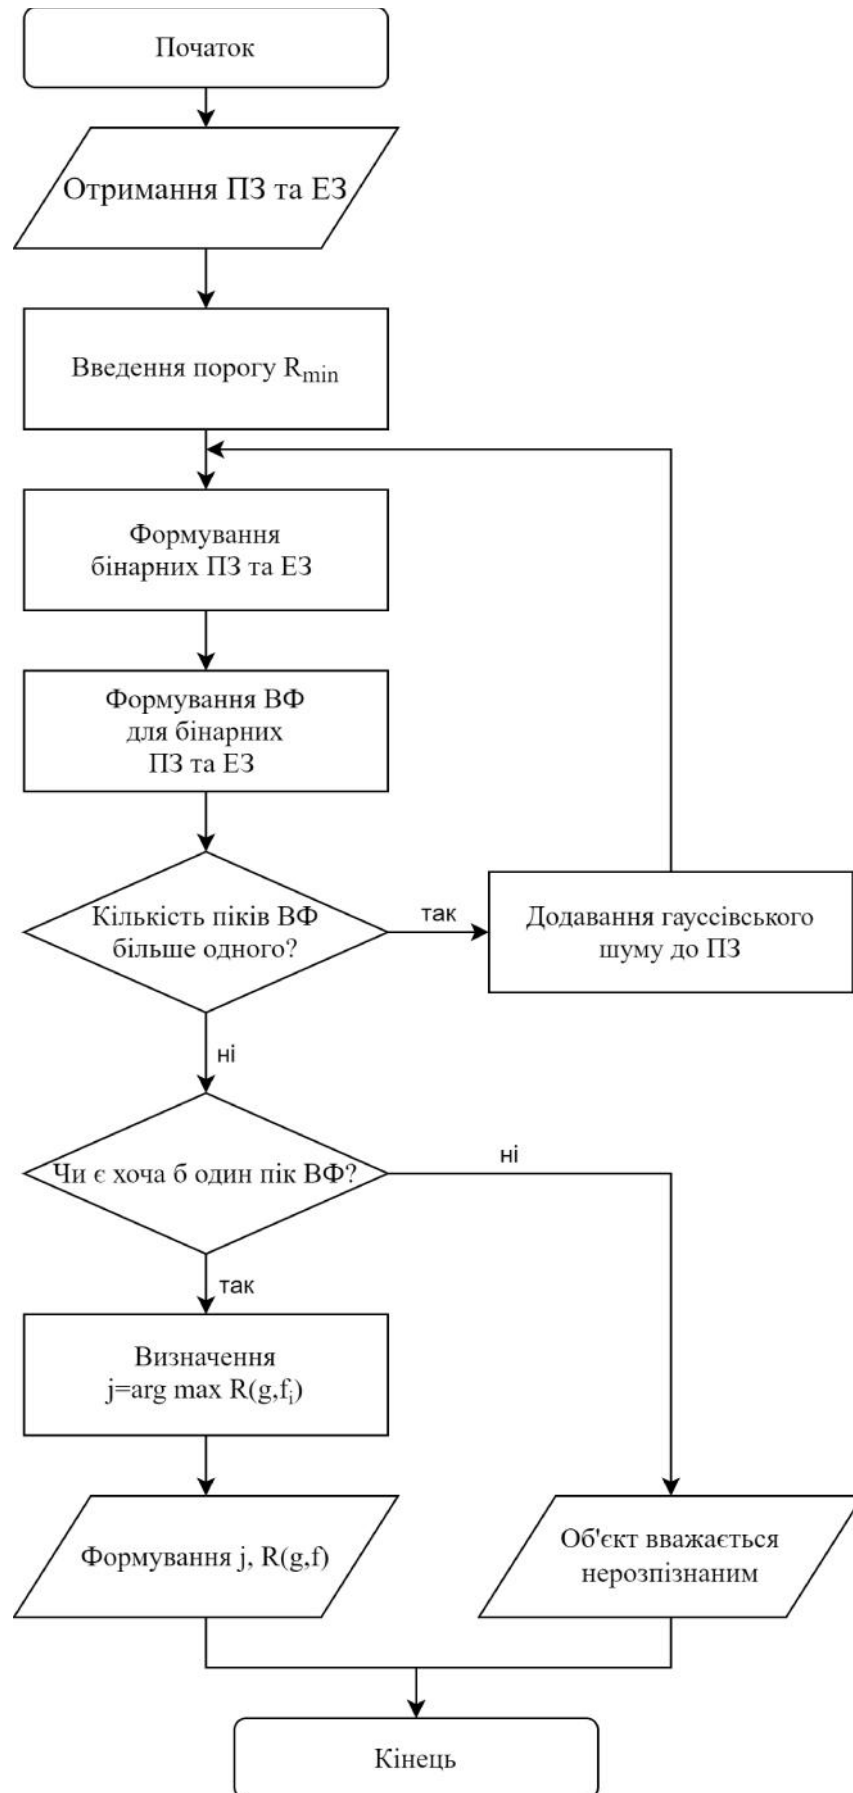 Початок
Отримання ПЗ та ЕЗ
Введення порогу Rmin
Формування
бінарних ПЗ та ЕЗ
Формування ВФ
для бінарних
ПЗ та ЕЗ
Кількість піків ВФ
більше одного?
так
Додавання гауссівського
шуму до ПЗ
ні
Чи є хоча б один пік ВФ?
ні
так
Визначення
j=arg max R(g,fi)
Формування j, R(g,f)
Об'єкт вважається
нерозпізнаним
Кінець